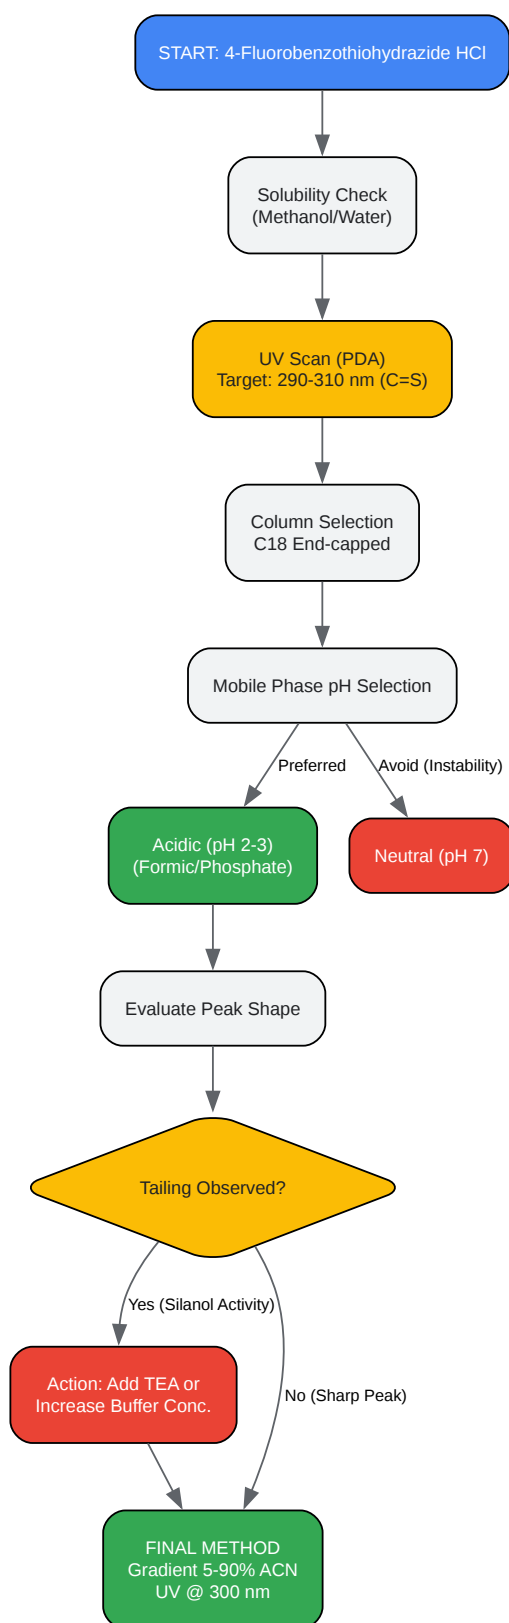 START: 4-Fluorobenzothiohydrazide HCl
Solubility Check
(Methanol/Water)
UV Scan (PDA)
Target: 290-310 nm (C=S)
Column Selection
C18 End-capped
Mobile Phase pH Selection
Preferred
Avoid (Instability)
Acidic (pH 2-3)
(Formic/Phosphate)
Neutral (pH 7)
Evaluate Peak Shape
Tailing Observed?
Yes (Silanol Activity)
Action: Add TEA or
Increase Buffer Conc.
No (Sharp Peak)
FINAL METHOD
Gradient 5-90% ACN
UV @ 300 nm